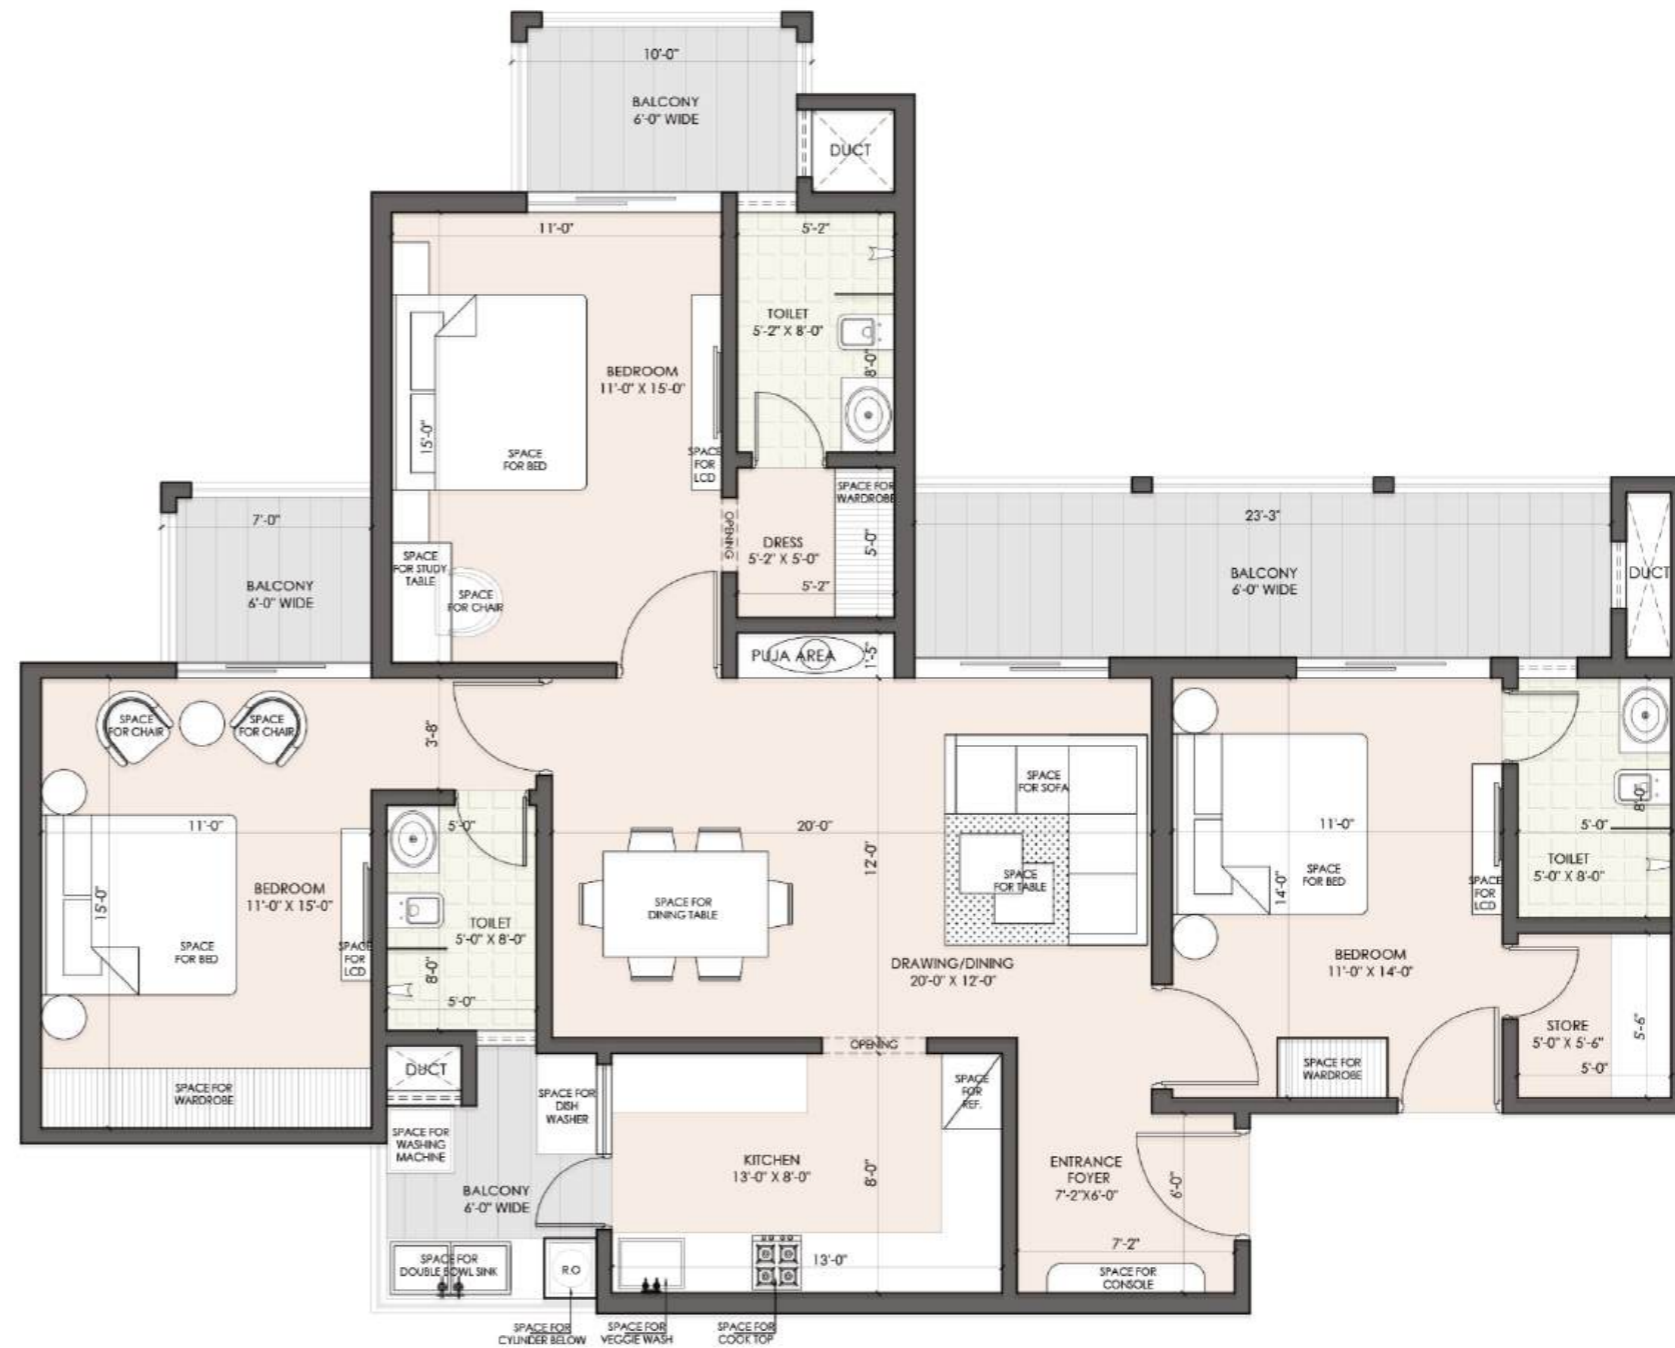 10'-0"
BALCONY
6'-0" WIDE
DUCT
11'-0"
5'-2"
TOILET
5'-2" X 8'-0"
8'-0"
BEDROOM
11'-0" X 15'-0"
15'-0"
SPACE
FOR BED
SPACE
FOR
LCD
SPACE FOR
WARDROBE
OPENING
DRESS
5'-2" X 5'-0"
5'-0"
5'-2"
SPACE
FOR STUDY
TABLE
SPACE
FOR CHAIR
7'-0"
BALCONY
6'-0" WIDE
23'-3"
BALCONY
6'-0" WIDE
DUCT
PUJA AREA
1'-5"
SPACE
FOR CHAIR
SPACE
FOR CHAIR
3'-8"
11'-0"
15'-0"
BEDROOM
11'-0" X 15'-0"
SPACE
FOR BED
SPACE
FOR
LCD
SPACE FOR
WARDROBE
5'-0"
TOILET
5'-0" X 8'-0"
8'-0"
5'-0"
DUCT
20'-0"
12'-0"
SPACE
FOR SOFA
SPACE
FOR TABLE
SPACE FOR
DINING TABLE
DRAWING/DINING
20'-0" X 12'-0"
11'-0"
14'-0"
SPACE
FOR BED
SPACE
FOR
LCD
BEDROOM
11'-0" X 14'-0"
SPACE FOR
WARDROBE
8'-0"
5'-0"
TOILET
5'-0" X 8'-0"
STORE
5'-0" X 5'-6"
5'-6"
5'-0"
OPENING
SPACE
FOR
REF.
SPACE FOR
DISH
WASHER
SPACE FOR
WASHING
MACHINE
BALCONY
6'-0" WIDE
KITCHEN
13'-0" X 8'-0"
8'-0"
13'-0"
ENTRANCE
FOYER
7'-2"X6'-0"
6'-0"
7'-2"
SPACE FOR
CONSOLE
SPACE FOR
DOUBLE BOWL SINK
R.O
SPACE FOR
CYLINDER BELOW
SPACE FOR
VEGGIE WASH
SPACE FOR
COOK TOP